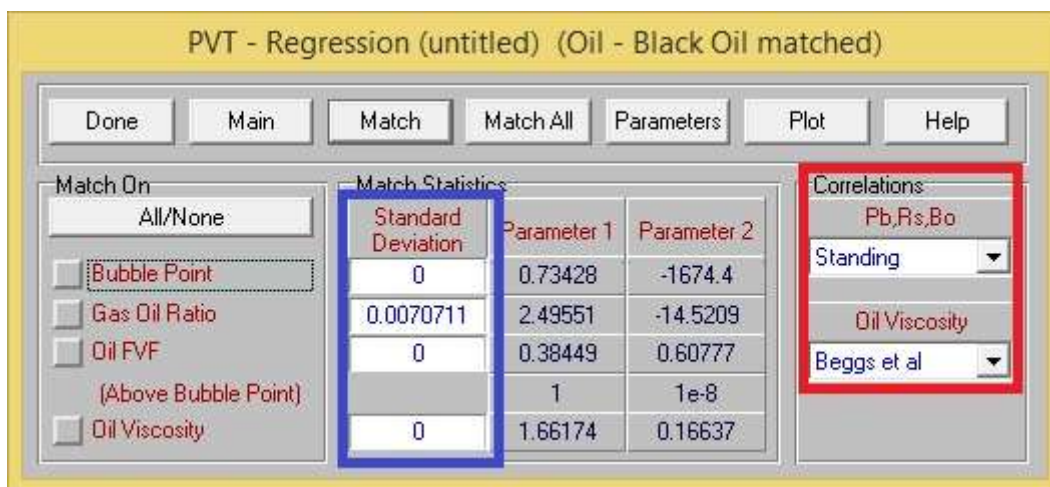 PVT - Regression (untitled) (Oil - Black Oil matched)
Done Main Match Match All Parameters Plot Help
Match On
All/None
Bubble Point
Gas Oil Ratio
Oil FVF
(Above Bubble Point)
Oil Viscosity
Match Statistics
Standard Deviation Parameter 1 Parameter 2
0 0.73428 -1674.4
0.0070711 2.49551 -14.5209
0 0.38449 0.60777
1 1e-8
0 1.66174 0.16637
Correlations
Pb,Rs,Bo
Standing
Oil Viscosity
Beggs et al